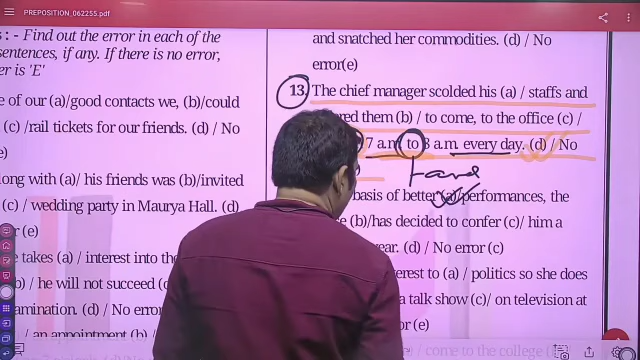 PREPOSITION_062255.pdf
s : - Find out the error in each of the
sentences, if any. If there is no error,
er is 'E'
e of our (a)/good contacts we, (b)/could
(c) /rail tickets for our friends. (d) / No
e)
long with (a)/ his friends was (b)/invited
(c) / wedding party in Maurya Hall. (d)
or (e)
e takes (a) / interest into the
b) / he will not succeed (c)
amination. (d) / No error
/ an appointment (b) /
and snatched her commodities. (d) / No
error(e)
13 The chief manager scolded his (a) / staffs and
red them (b) / to come, to the office (c) /
7 a.m. to 8 a.m. every day. (d) / No
and
basis of better (a)/performances, the
(b)/has decided to confer (c)/ him a
ear. (d) / No error (c)
erest to (a) / politics so she does
a talk show (c)/ on television at
or (e)
/ come to the college (b)